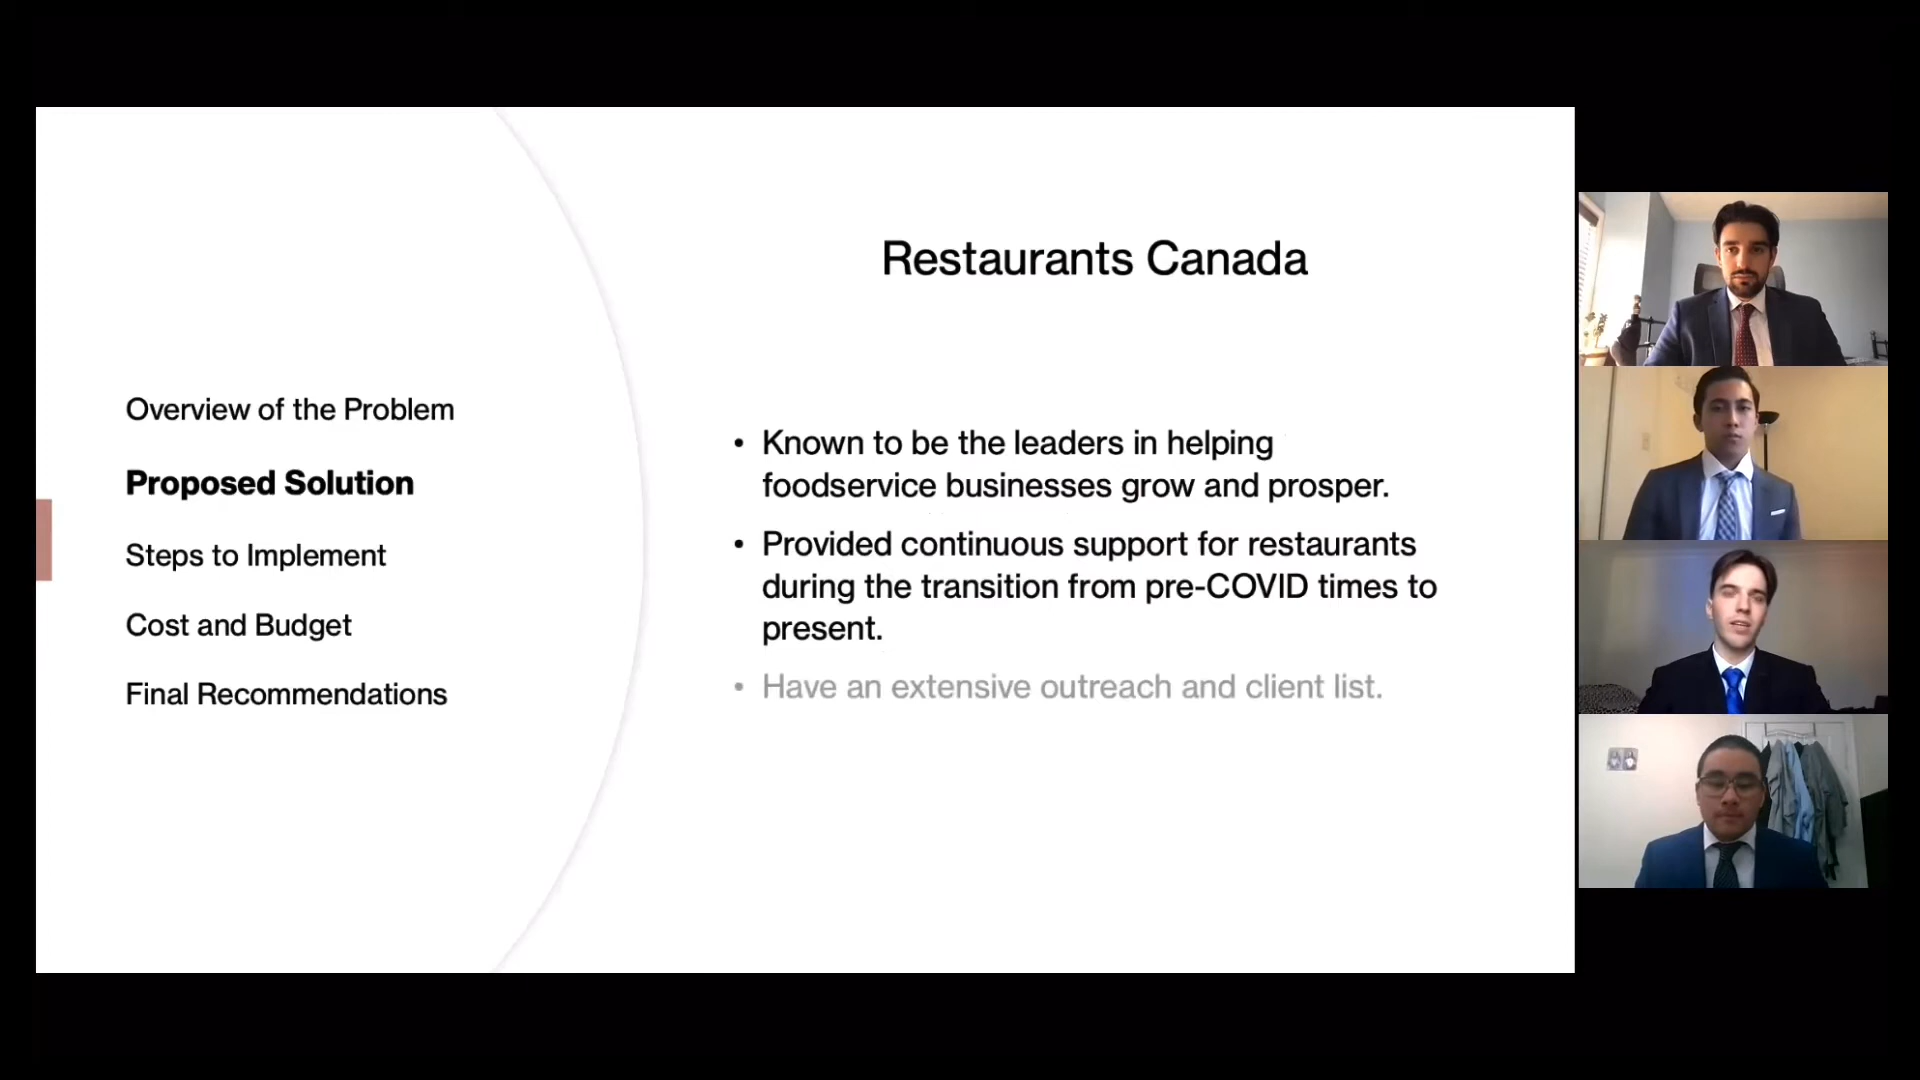 Restaurants Canada
Overview of the Problem
Proposed Solution
Steps to Implement
Cost and Budget
Final Recommendations
• Known to be the leaders in helping
foodservice businesses grow and prosper.
• Provided continuous support for restaurants
during the transition from pre-COVID times to
present.
• Have an extensive outreach and client list.